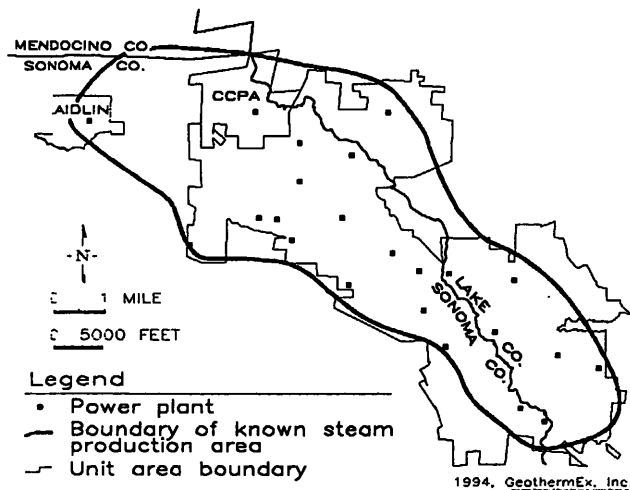 MENDOCINO CO.
SONOMA CO.
AIDLIN
CCPA
-N-
1 MILE
5000 FEET
LAKE CO.
SONOMA CO.
Legend
Power plant
Boundary of known steam
production area
Unit area boundary
1994, GeothermEx, Inc